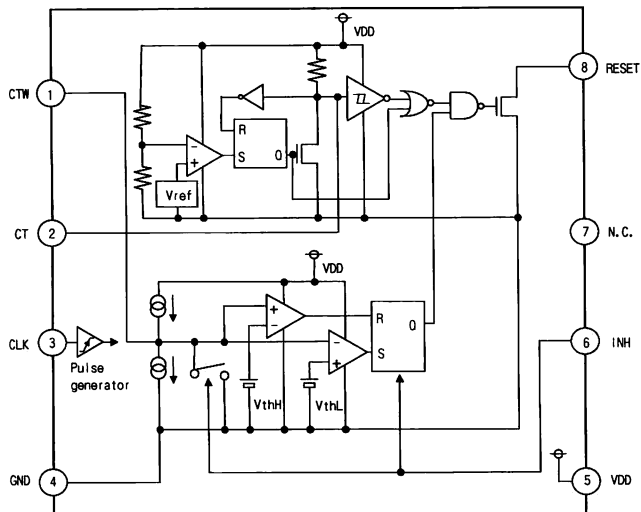 VDD
8 RESET
CTW 1
R
S Q
- +
Vref
CT 2
7 N.C.
VDD
+ -
R Q
- +
S
CLK 3
6 INH
Pulse
generator
VthH
VthL
GND 4
5 VDD